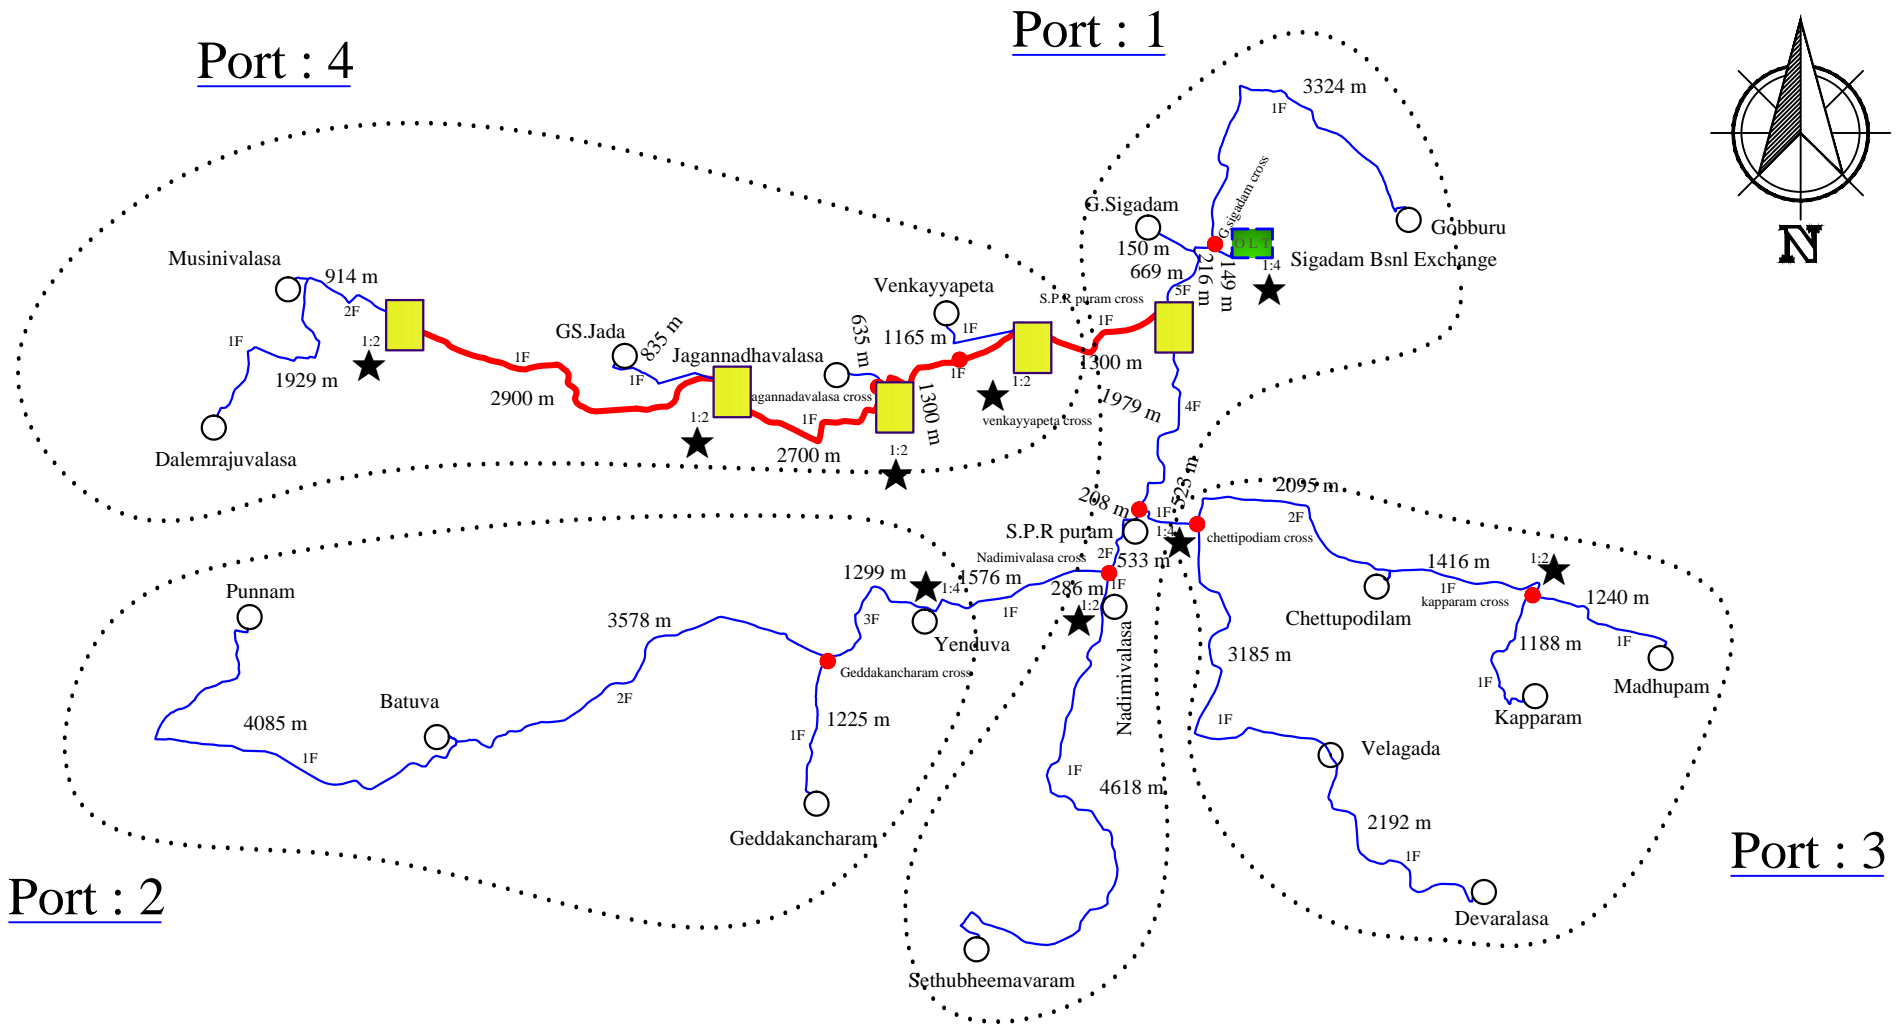 Port : 1
Port : 4
3324 m
1F
G.sigadam cross
G.Sigadam
Gobburu
N
150 m
OLT
Sigadam Bsnl Exchange
1:4
669 m
216 m
149 m
5F
Musinivalasa
914 m
2F
1:2
1F
1929 m
Dalemrajuvalasa
1F
2900 m
GS.Jada
835 m
1F
Jagannadhavalasa
635 m
agannadavalasa cross
1:2
1F
2700 m
1:2
1300 m
Venkayyapeta
1165 m
1F
1F
1:2
venkayyapeta cross
S.P.R puram cross
1F
1300 m
1979 m
4F
523 m
208 m
1F
S.P.R puram
1:4
chettipodiam cross
2095 m
2F
Nadimivalasa cross
2F
533 m
1F
286 m
1:2
Nadimivalasa
1576 m
1F
1299 m
1:4
3F
Yenduva
1416 m
1F
1:2
kapparam cross
1240 m
1F
Chettupodilam
1188 m
1F
Madhupam
Kapparam
Punnam
3578 m
2F
Geddakancharam cross
3185 m
1F
Velagada
Batuva
4085 m
1F
1225 m
1F
Geddakancharam
1F
4618 m
2192 m
1F
Devaralasa
Port : 3
Port : 2
Sethubheemavaram